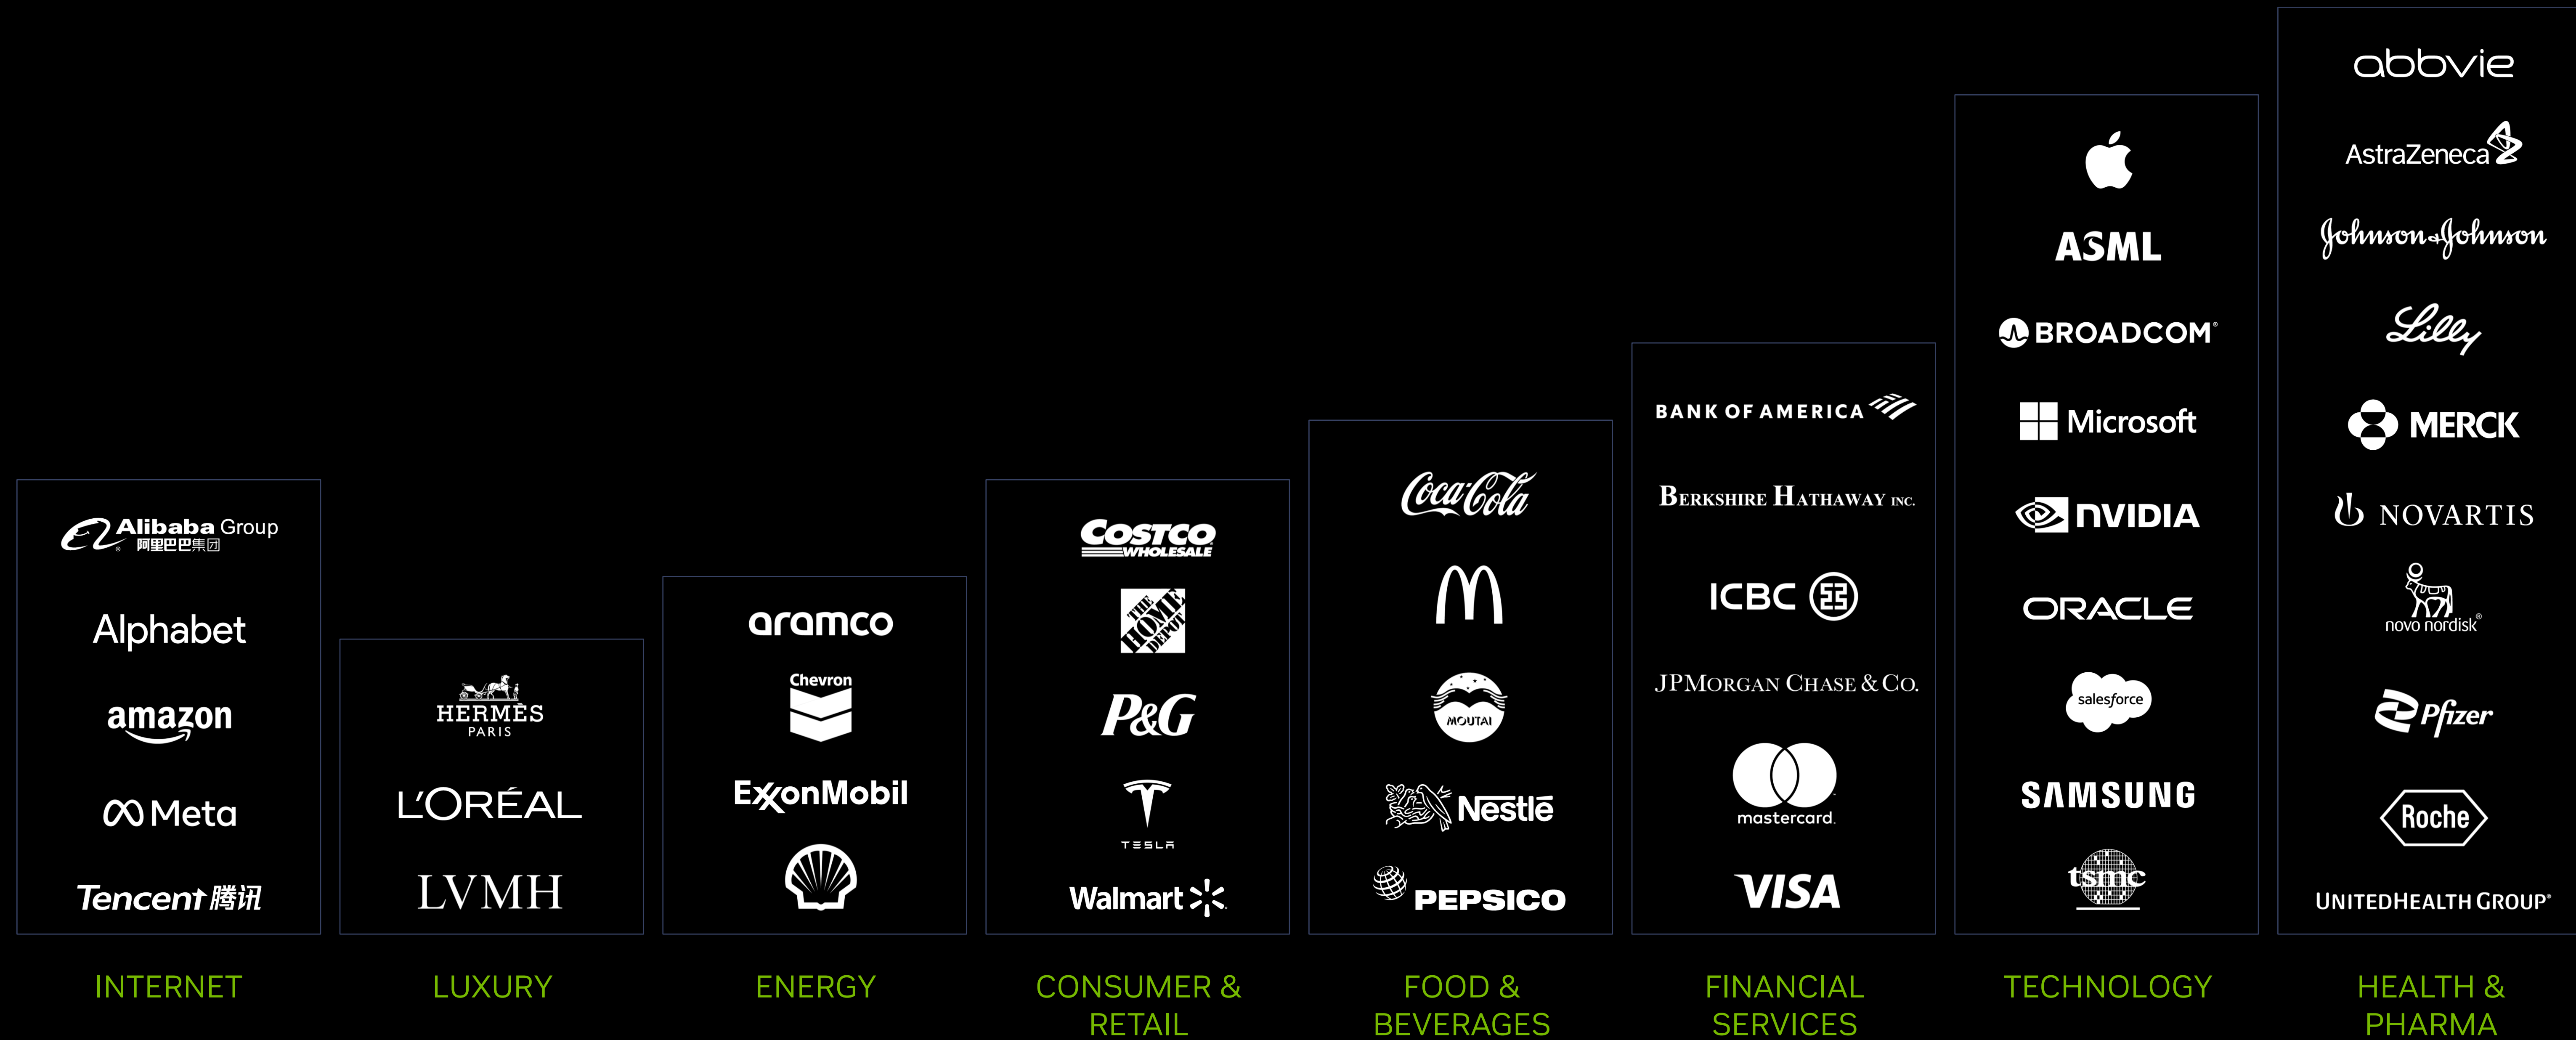 Alibaba Group
阿里巴巴集团
Alphabet
amazon
Meta
Tencent 腾讯
INTERNET
HERMÈS
PARIS
L'ORÉAL
LVMH
LUXURY
aramco
Chevron
ExxonMobil
ENERGY
COSTCO
WHOLESALE
THE
HOME
DEPOT
P&G
TESLA
Walmart
CONSUMER &
RETAIL
Coca-Cola
MOUTAI
Nestlé
PEPSICO
FOOD &
BEVERAGES
BANK OF AMERICA
BERKSHIRE HATHAWAY INC.
ICBC
JPMORGAN CHASE & CO.
mastercard.
VISA
FINANCIAL
SERVICES
ASML
BROADCOM®
Microsoft
NVIDIA
ORACLE
salesforce
SAMSUNG
tsmc
TECHNOLOGY
abbvie
AstraZeneca
Johnson & Johnson
Lilly
MERCK
NOVARTIS
novo nordisk®
Pfizer
Roche
UNITEDHEALTH GROUP®
HEALTH &
PHARMA